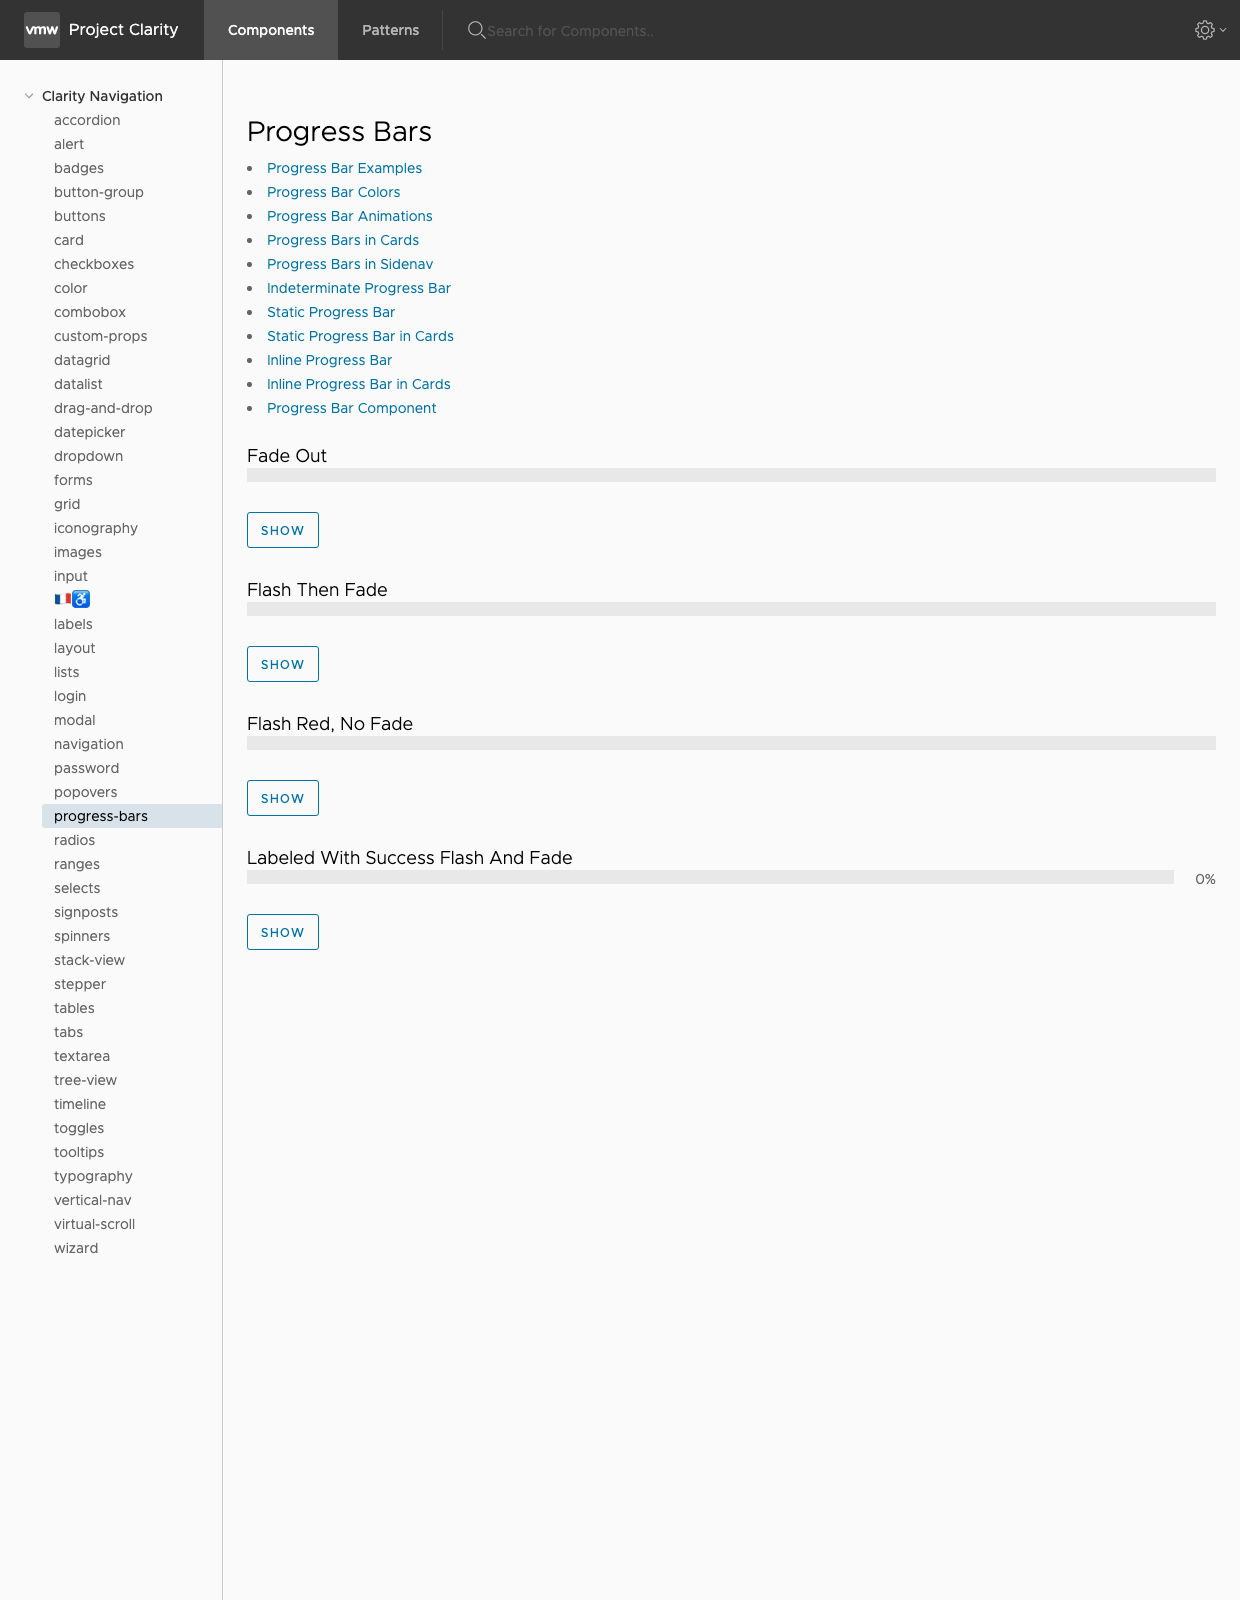 vmw Project Clarity
Components
Patterns
Search for Components..
Clarity Navigation
accordion
alert
badges
button-group
buttons
card
checkboxes
color
combobox
custom-props
datagrid
datalist
drag-and-drop
datepicker
dropdown
forms
grid
iconography
images
input
🇫🇷♿
labels
layout
lists
login
modal
navigation
password
popovers
progress-bars
radios
ranges
selects
signposts
spinners
stack-view
stepper
tables
tabs
textarea
tree-view
timeline
toggles
tooltips
typography
vertical-nav
virtual-scroll
wizard
Progress Bars
Progress Bar Examples
Progress Bar Colors
Progress Bar Animations
Progress Bars in Cards
Progress Bars in Sidenav
Indeterminate Progress Bar
Static Progress Bar
Static Progress Bar in Cards
Inline Progress Bar
Inline Progress Bar in Cards
Progress Bar Component
Fade Out
SHOW
Flash Then Fade
SHOW
Flash Red, No Fade
SHOW
Labeled With Success Flash And Fade
0%
SHOW